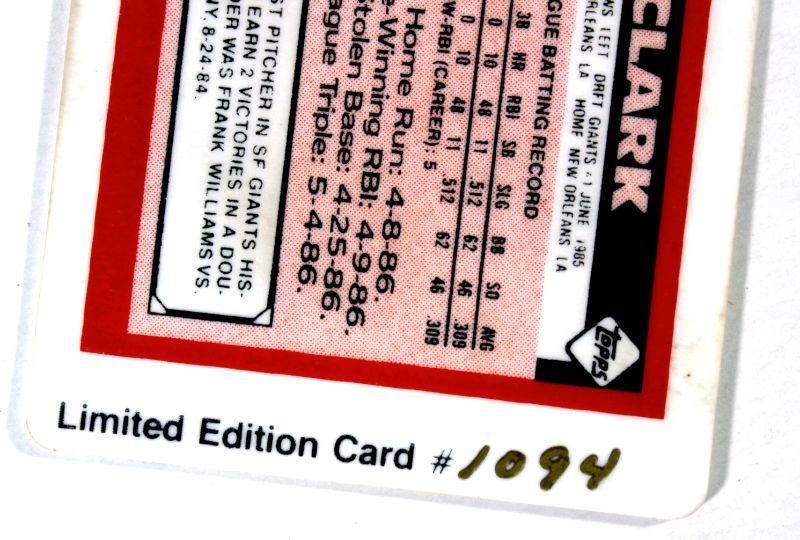 CLARK
WS LEFT DRFT GIANTS #1 JUNE 1985
ORLEANS LA HOME NEW ORLEANS LA
GUE BATTING RECORD
3B HR RBI SB SLG BB SO AVG
0 10 48 11 .512 62 46 .309
0 10 48 11 .512 62 46 .309
W-RBI (CAREER): 5
Home Run: 4-8-86.
e-Winning RBI: 4-9-86.
Stolen Base: 4-25-86.
ague Triple: 5-4-86.
ST PITCHER IN SF GIANTS HIS-
EARN 2 VICTORIES IN A DOU-
DER WAS FRANK WILLIAMS VS.
NY, 8-24-84.
TOPPS
Limited Edition Card # 1094